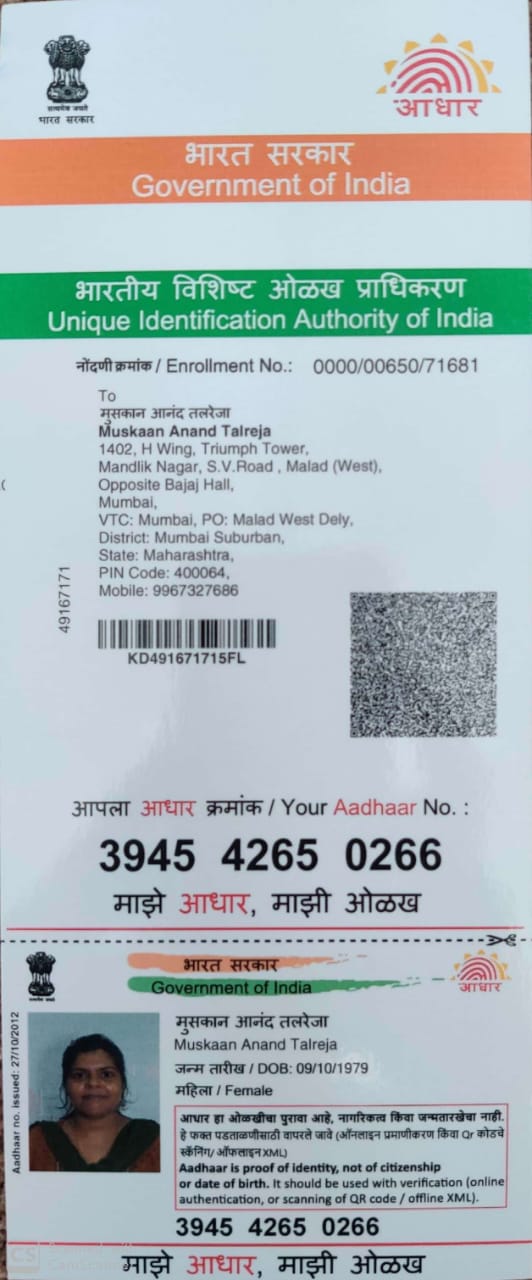 सत्यमेव जयते
भारत सरकार
आधार
भारत सरकार
Government of India
भारतीय विशिष्ट ओळख प्राधिकरण
Unique Identification Authority of India
नोंदणी क्रमांक / Enrollment No.: 0000/00650/71681
To
मुसकान आनंद तलरेजा
Muskaan Anand Talreja
1402, H Wing, Triumph Tower,
Mandlik Nagar, S.V.Road , Malad (West),
Opposite Bajaj Hall,
Mumbai,
VTC: Mumbai, PO: Malad West Dely,
District: Mumbai Suburban,
State: Maharashtra,
PIN Code: 400064,
Mobile: 9967327686
49167171
KD491671715FL
आपला आधार क्रमांक / Your Aadhaar No. :
3945 4265 0266
माझे आधार, माझी ओळख
भारत सरकार
Government of India
आधार
Aadhaar no. issued: 27/10/2012
मुसकान आनंद तलरेजा
Muskaan Anand Talreja
जन्म तारीख / DOB: 09/10/1979
महिला / Female
आधार हा ओळखीचा पुरावा आहे, नागरिकत्व किंवा जन्मतारखेचा नाही.
हे फक्त पडताळणीसाठी वापरले जावे (ऑनलाइन प्रमाणीकरण किंवा Qr कोडचे
स्कॅनिंग/ ऑफलाइन XML)
Aadhaar is proof of identity, not of citizenship
or date of birth. It should be used with verification (online
authentication, or scanning of QR code / offline XML).
3945 4265 0266
CS Scanned with
CamScanner
माझे आधार, माझी ओळख